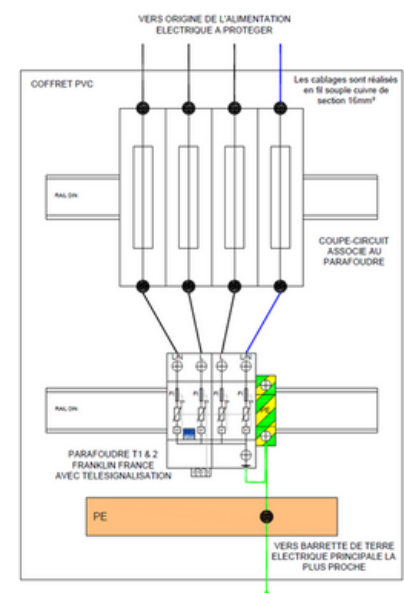 VERS ORIGINE DE L'ALIMENTATION
ELECTRIQUE A PROTEGER
COFFRET PVC
Les cablages sont réalisés
en fil souple cuivre de
section 16mm²
RAIL DIN
COUPE-CIRCUIT
ASSOCIE AU
PARAFOUDRE
L/N
L
L
L/N
RAIL DIN
PARAFOUDRE T1 & 2
FRANKLIN FRANCE
AVEC TELESIGNALISATION
PE
VERS BARRETTE DE TERRE
ELECTRIQUE PRINCIPALE LA
PLUS PROCHE